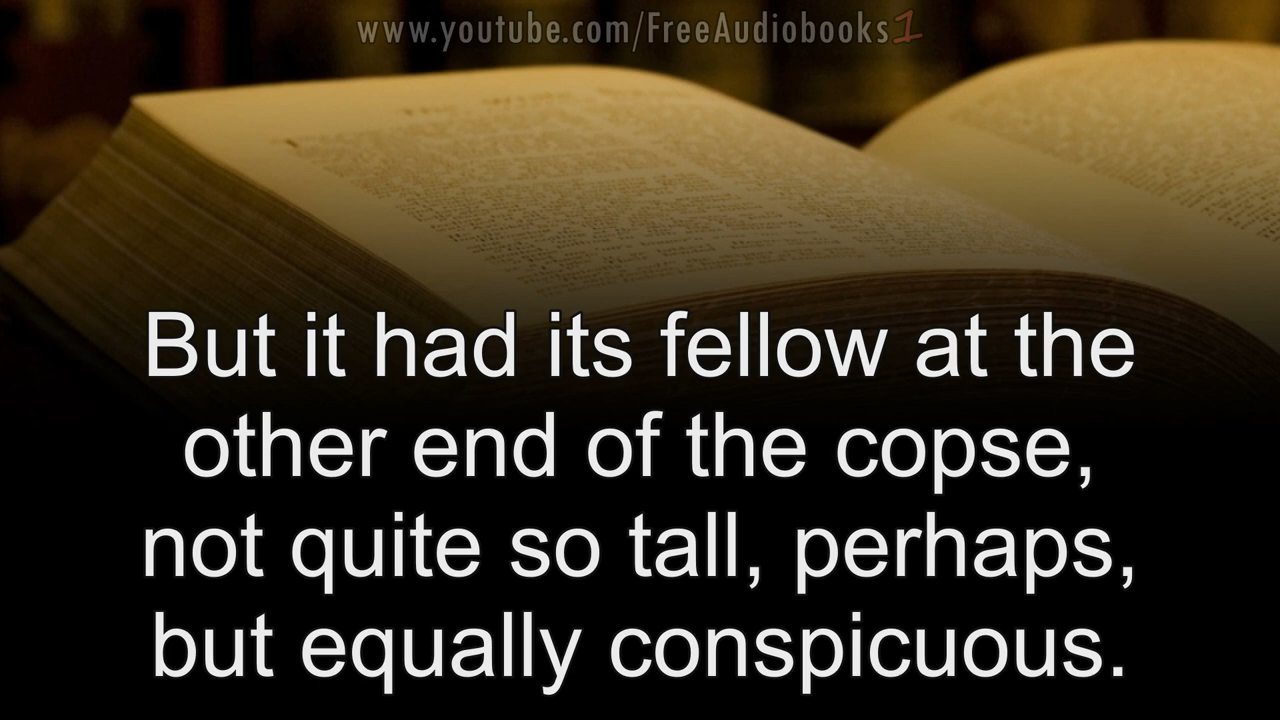 www.youtube.com/FreeAudiobooks1
But it had its fellow at the
other end of the copse,
not quite so tall, perhaps,
but equally conspicuous.